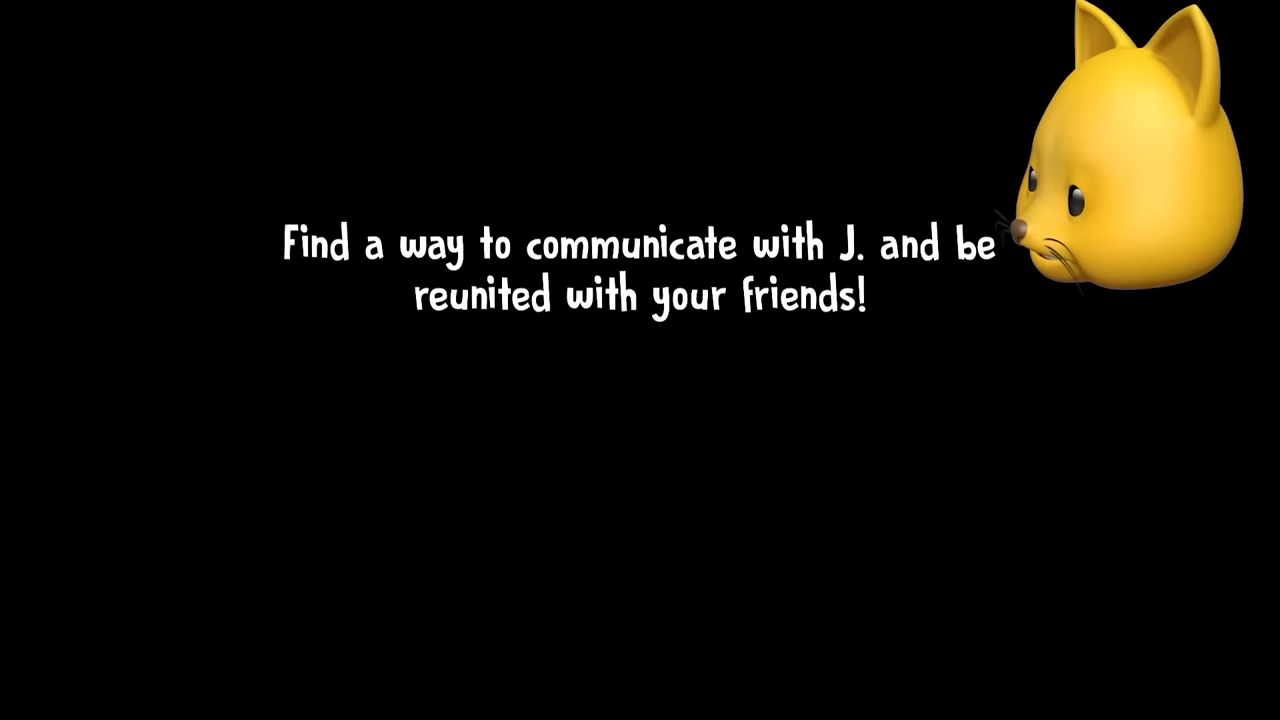 Find a way to communicate with J. and be
reunited with your friends!